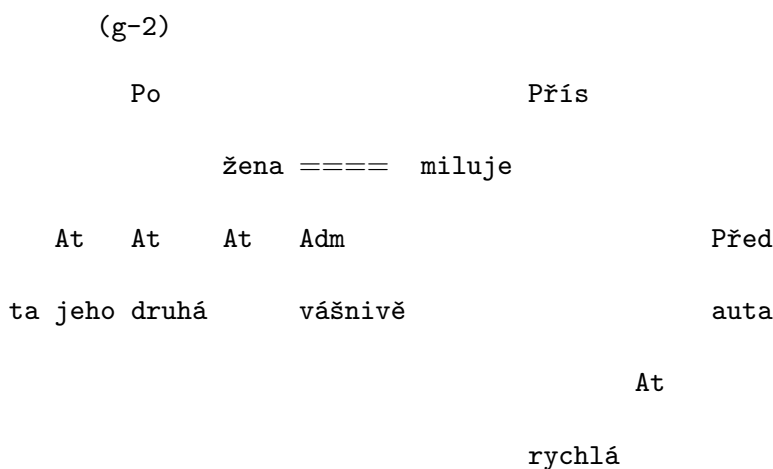 (g-2)
Po Přís
žena ==== miluje
At At At Adm Před
ta jeho druhá vášnivě auta
At
rychlá